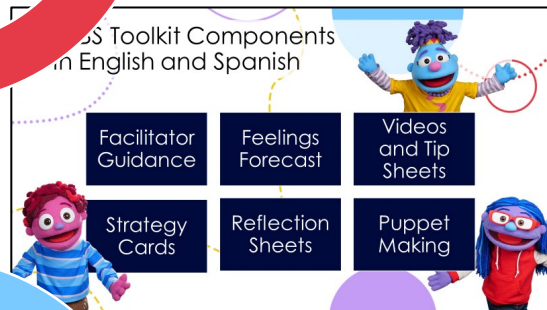 Toolkit Components
in English and Spanish
Facilitator
Guidance
Feelings
Forecast
Videos
and Tip
Sheets
Strategy
Cards
Reflection
Sheets
Puppet
Making